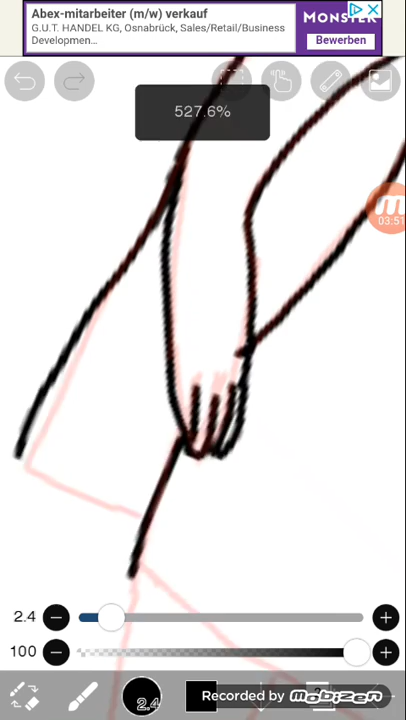 Abex-mitarbeiter (m/w) verkauf
G.U.T. HANDEL KG, Osnabrück, Sales/Retail/Business
Developmen...
MONSTER
Bewerben
527.6%
03:51
2.4
100
2.4
Recorded by mobizen